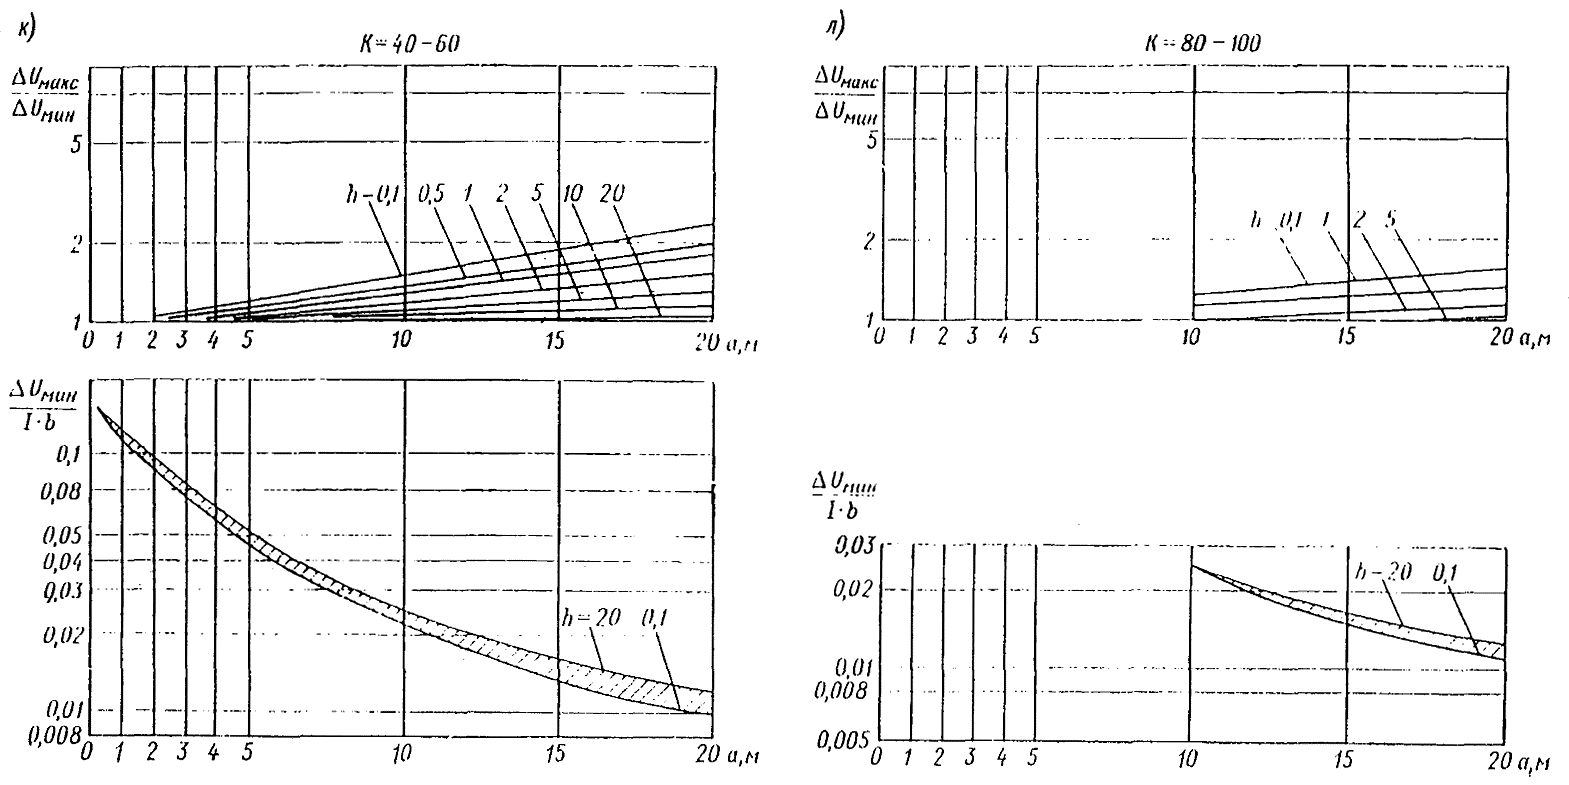 к)
К=40–60
ΔUмакс
ΔUмин
5
2
1
h–0,1 0,5 1 2 5 10 20
0 1 2 3 4 5 10 15 20 a,м
ΔUмин
I·b
0,1
0,08
0,05
0,04
0,03
0,02
0,01
0,008
h=20 0,1
0 1 2 3 4 5 10 15 20 a,м
л)
К=80–100
ΔUмакс
ΔUмин
5
2
1
h 0,1 1 2 5
0 1 2 3 4 5 10 15 20 a,м
ΔUмин
I·b
0,03
0,02
0,01
0,008
0,005
h–20 0,1
0 1 2 3 4 5 10 15 20 a,м